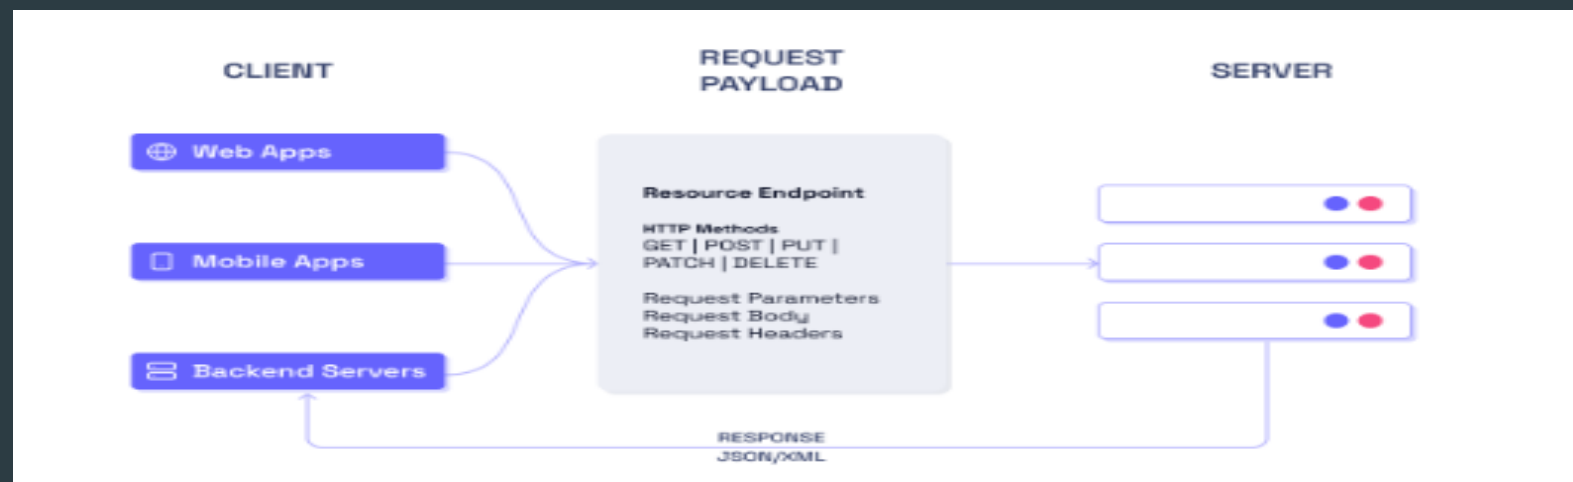 CLIENT
REQUEST
PAYLOAD
SERVER
Web Apps
Mobile Apps
Backend Servers
Resource Endpoint
HTTP Methods
GET | POST | PUT |
PATCH | DELETE
Request Parameters
Request Body
Request Headers
RESPONSE
JSON/XML